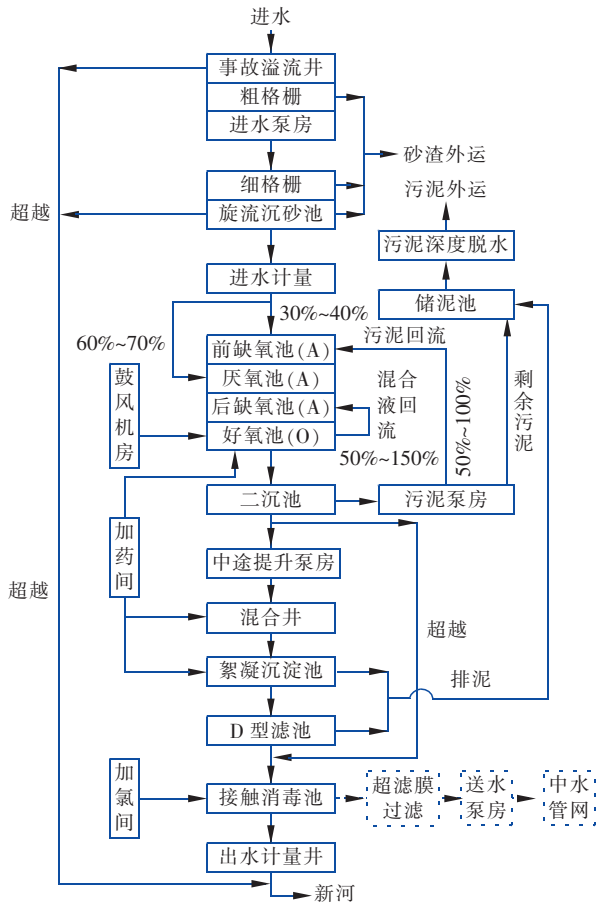 进水
事故溢流井
粗格栅
进水泵房
砂渣外运
细格栅
污泥外运
超越
旋流沉砂池
污泥深度脱水
进水计量
储泥池
30%~40%
60%~70%
污泥回流
前缺氧池(A)
厌氧池(A)
后缺氧池(A)
好氧池(O)
鼓
风
机
房
混合
液回
流
50%~150%
50%~100%
剩
余
污
泥
二沉池
污泥泵房
加
药
间
中途提升泵房
超越
混合井
超越
絮凝沉淀池
排泥
D 型滤池
加
氯
间
接触消毒池
超滤膜
过滤
送水
泵房
中水
管网
出水计量井
新河